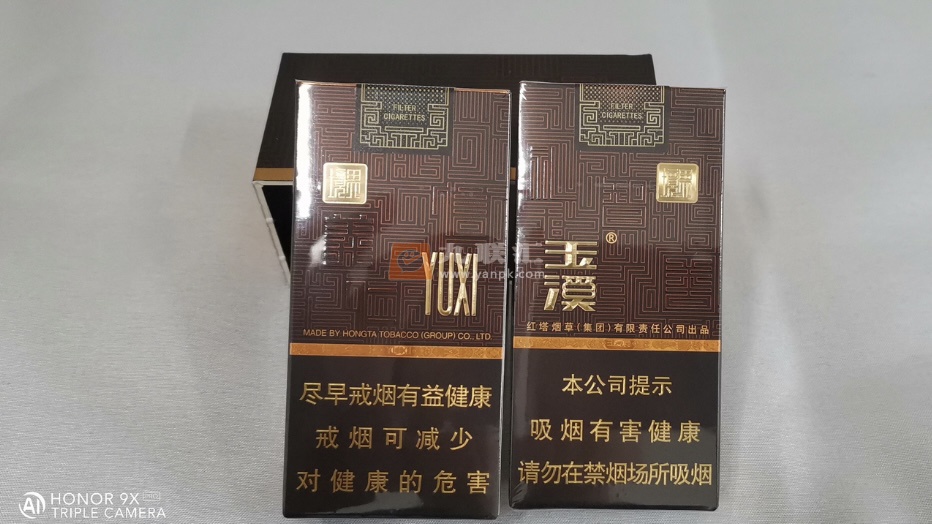 FILTER
CIGARETTES
YUXI
MADE BY HONGTA TOBACCO (GROUP) CO., LTD
尽早戒烟有益健康
戒烟可减少
对健康的危害
FILTER
CIGARETTES
玉溪®
红塔烟草(集团)有限责任公司出品
本公司提示
吸烟有害健康
请勿在禁烟场所吸烟
www.yanpk.com
HONOR 9X
TRIPLE CAMERA